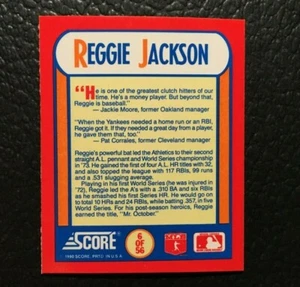 REGGIE JACKSON
"He is one of the greatest clutch hitters of our
time. He's a money player. But beyond that,
Reggie is baseball."
— Jackie Moore, former Oakland manager
"When the Yankees needed a home run or an RBI,
Reggie got it. If they needed a great day from a player,
he gave them that, too."
— Pat Corrales, former Cleveland manager
Reggie's powerful bat led the Athletics to their second
straight A.L. pennant and World Series championship
in '73. He gained the first of four A.L. HR titles with 32,
and also topped the league with 117 RBIs, 99 runs
and a .531 slugging average.
Playing in his first World Series (he was injured in
'72), Reggie led the A's with a .310 BA and six RBIs
as he smashed his first Series HR. He would go on to
total 10 HRs and 24 RBIs, while batting .357, in
five World Series. For his outstanding play, Reggie
earned the title, "Mr. October."
SCORE
6
OF
56
1990 SCORE, PRTD. IN U.S.A.